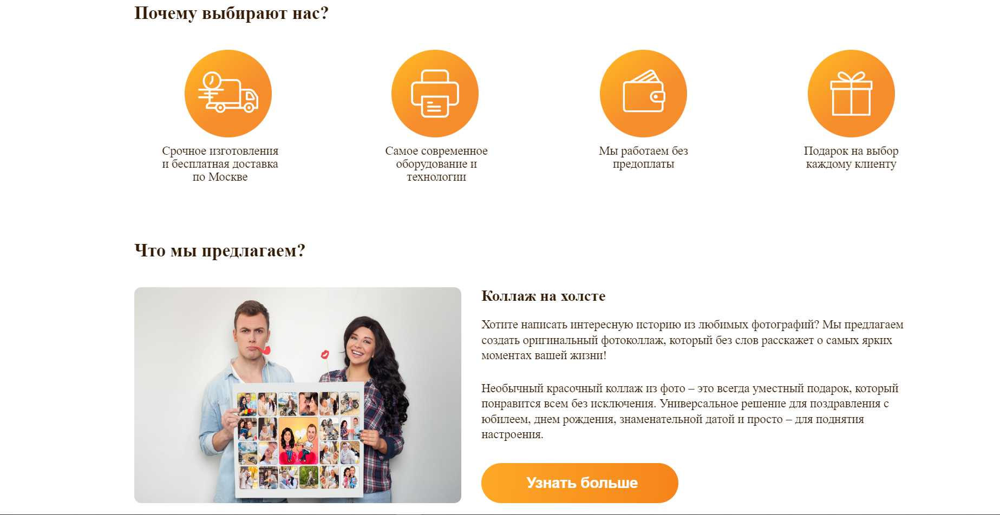 Почему выбирают нас?
Срочное изготовления
и бесплатная доставка
по Москве
Самое современное
оборудование и
технологии
Мы работаем без
предоплаты
Подарок на выбор
каждому клиенту
Что мы предлагаем?
Коллаж на холсте
Хотите написать интересную историю из любимых фотографий? Мы предлагаем
создать оригинальный фотоколлаж, который без слов расскажет о самых ярких
моментах вашей жизни!
Необычный красочный коллаж из фото – это всегда уместный подарок, который
понравится всем без исключения. Универсальное решение для поздравления с
юбилеем, днем рождения, знаменательной датой и просто – для поднятия
настроения.
Узнать больше